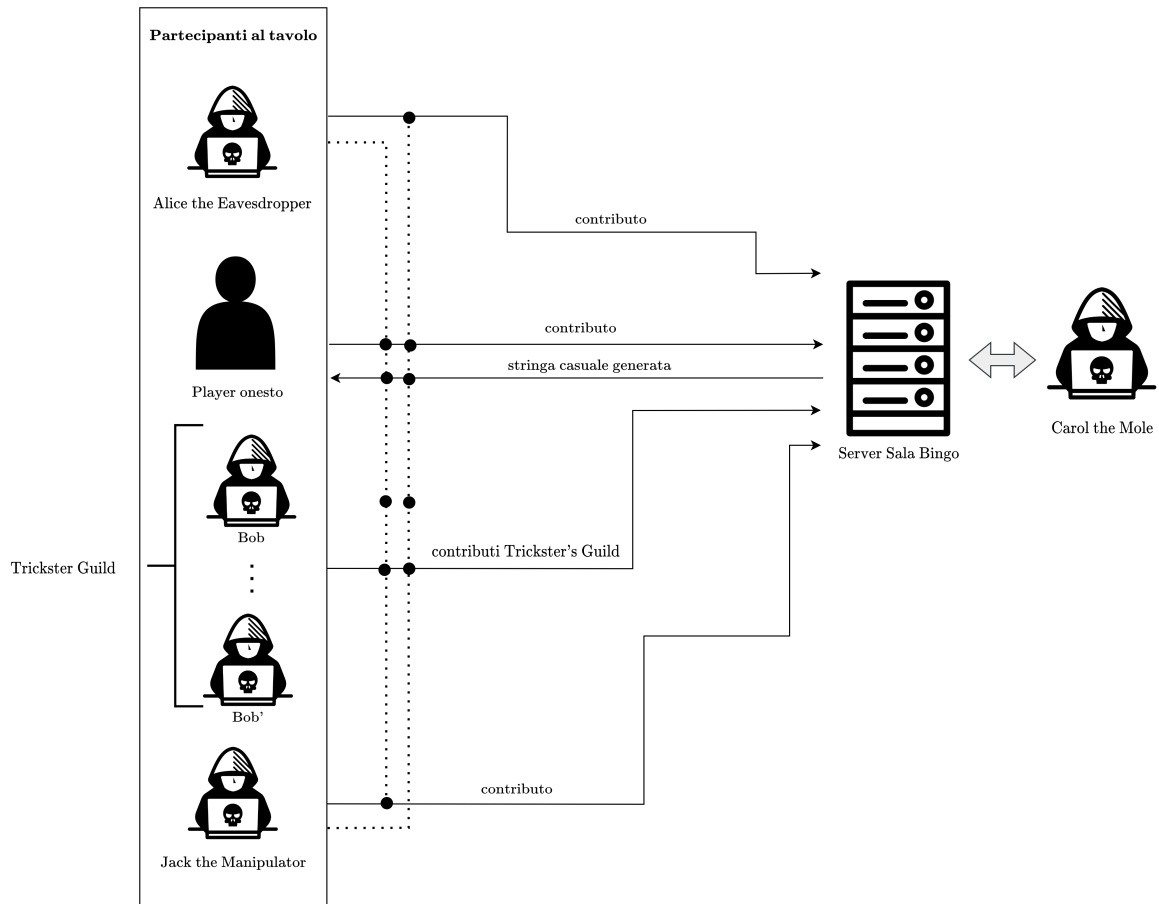 Partecipanti al tavolo
Alice the Eavesdropper
contributo
contributo
stringa casuale generata
Player onesto
Server Sala Bingo
Carol the Mole
Bob
contributi Trickster's Guild
Trickster Guild
Bob'
contributo
Jack the Manipulator